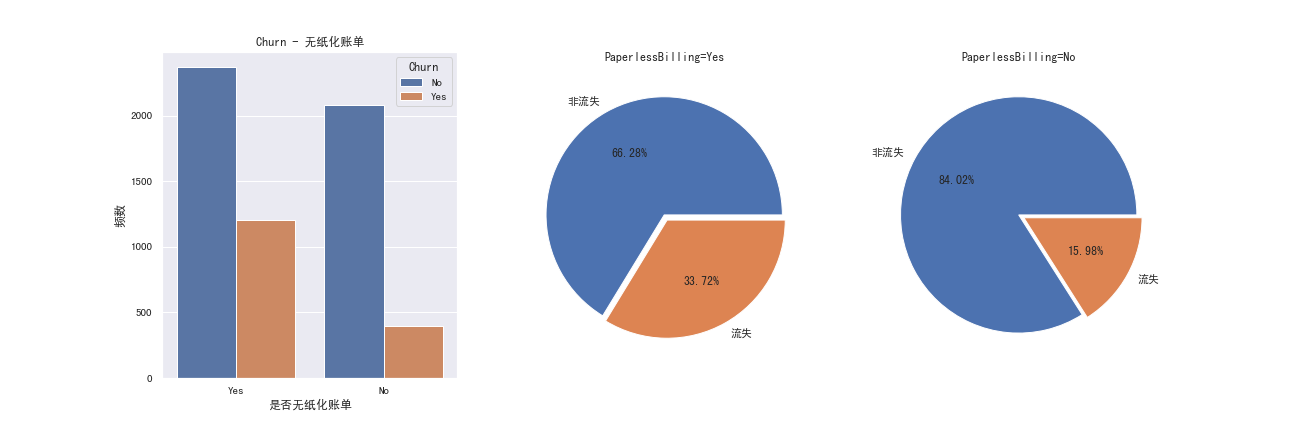 Churn - 无纸化账单
Churn
No
Yes
2000
1500
1000
500
0
频数
Yes
No
是否无纸化账单
PaperlessBilling=Yes
非流失
66.28%
33.72%
流失
PaperlessBilling=No
非流失
84.02%
15.98%
流失